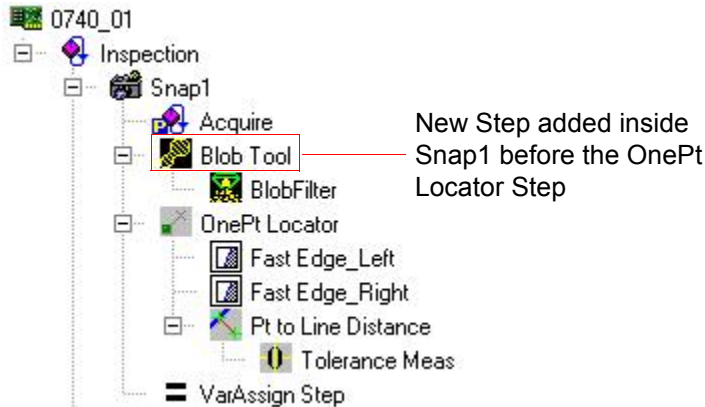 0740_01
Inspection
Snap1
Acquire
Blob Tool
New Step added inside
Snap1 before the OnePt
Locator Step
BlobFilter
OnePt Locator
Fast Edge_Left
Fast Edge_Right
Pt to Line Distance
Tolerance Meas
VarAssign Step